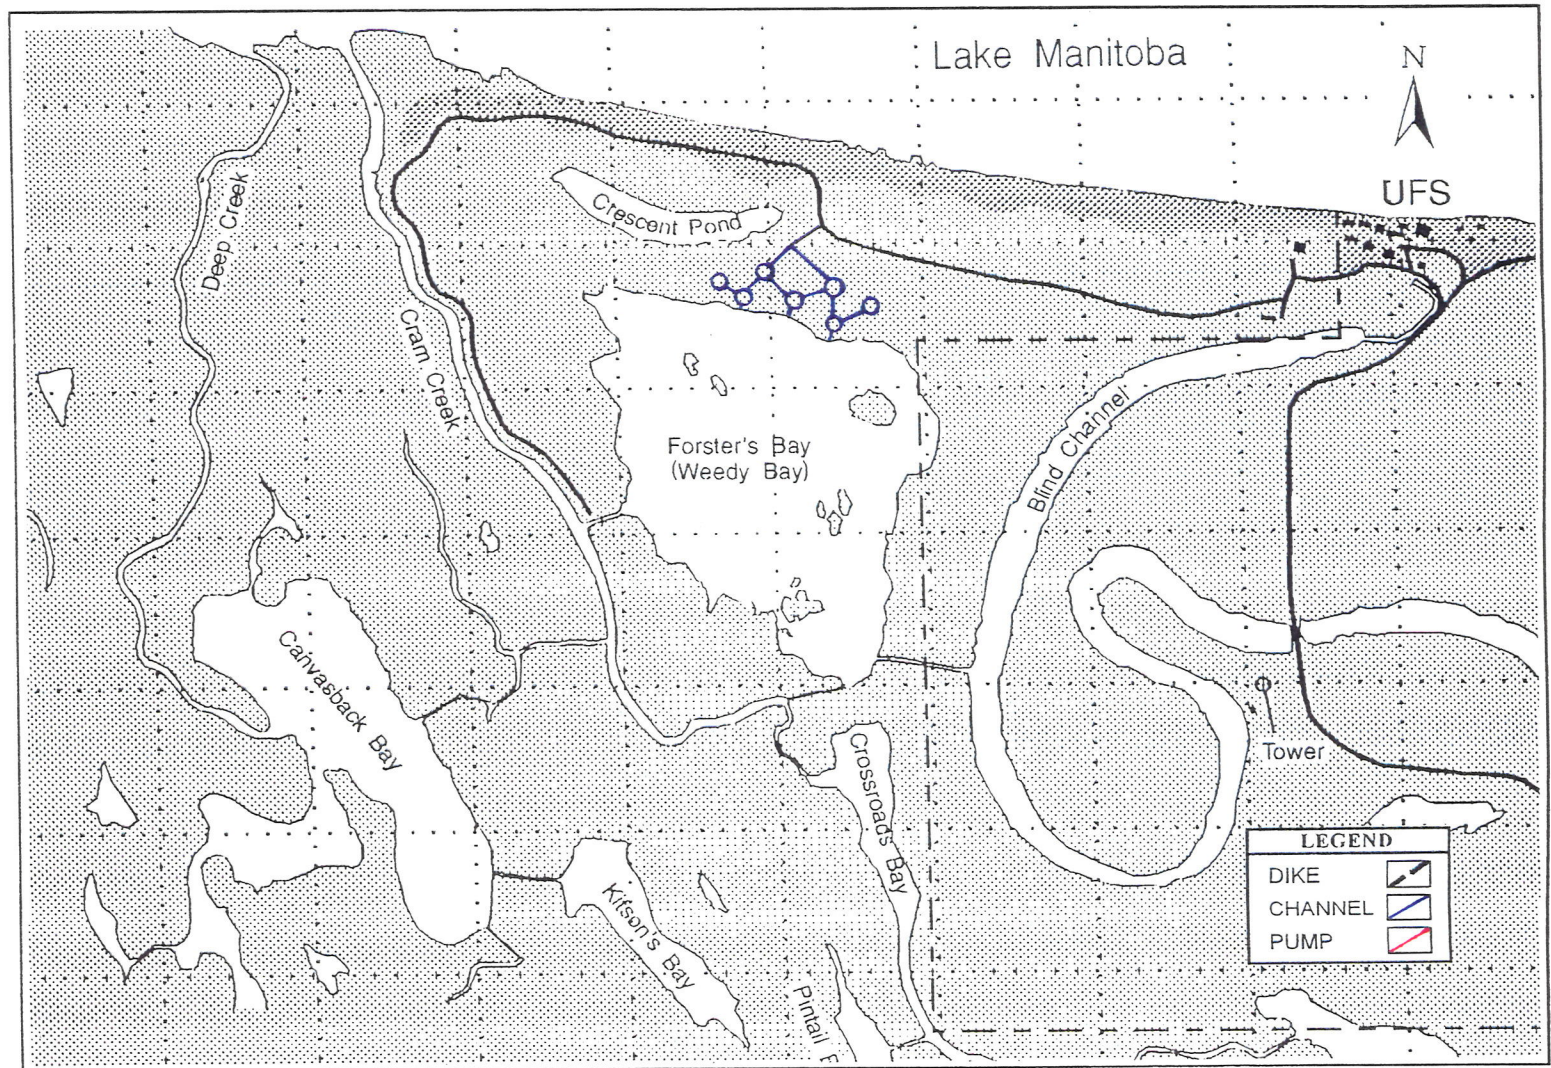 Lake Manitoba
N
UFS
Deep Creek
Crescent Pond
Cram Creek
Blind Channel
Forster's Bay
(Weedy Bay)
Canvasback Bay
Tower
Crossroads Bay
Kitson's Bay
Pintail
LEGEND
DIKE
CHANNEL
PUMP